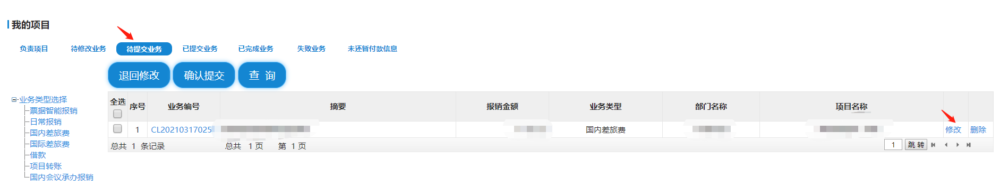 我的项目
负责项目 待修改业务 待提交业务 已提交业务 已完成业务 失败业务 未还暂付款信息
退回修改 确认提交 查 询
业务类型选择
票据智能报销
日常报销
国内差旅费
国际差旅费
借款
项目转账
国内会议承办报销
全选 序号 业务编号 摘要 报销金额 业务类型 部门名称 项目名称
1 CL20210317025 国内差旅费 修改 删除
总共 1 条记录 总共 1 页 第 1 页 1 跳 转